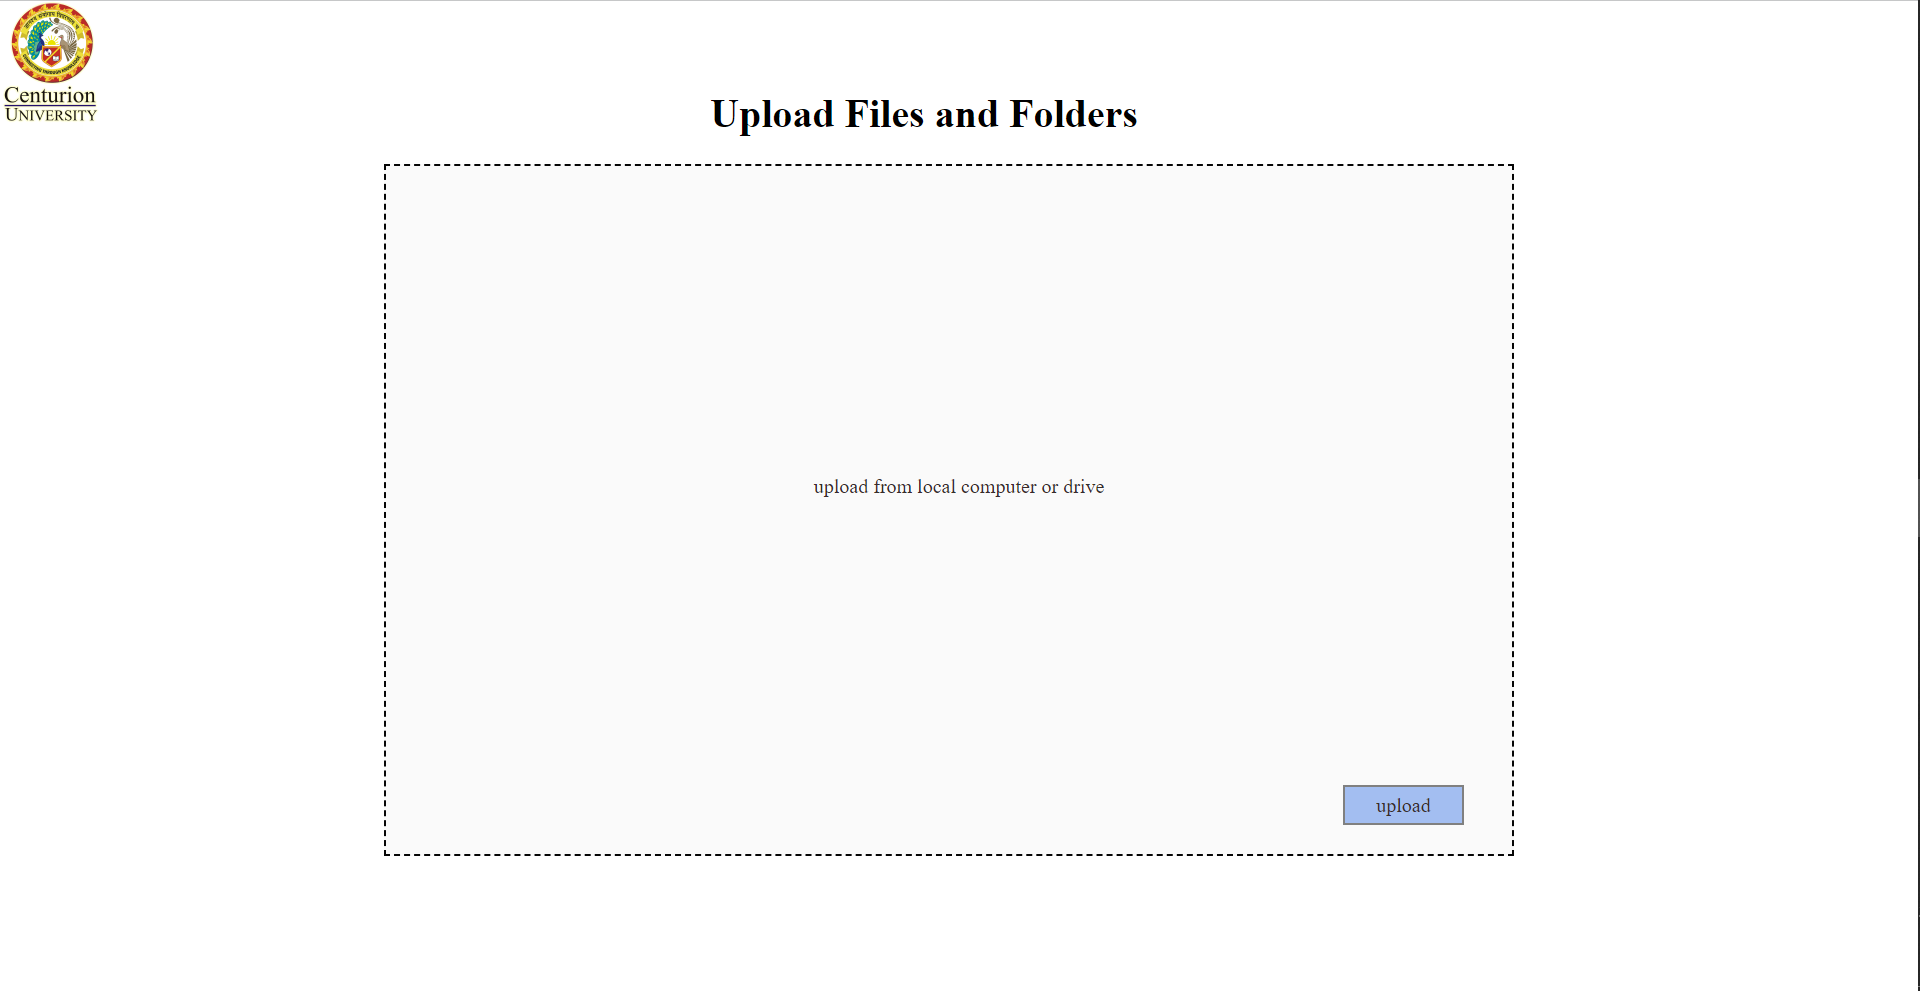 Centurion
UNIVERSITY
Upload Files and Folders
upload from local computer or drive
upload